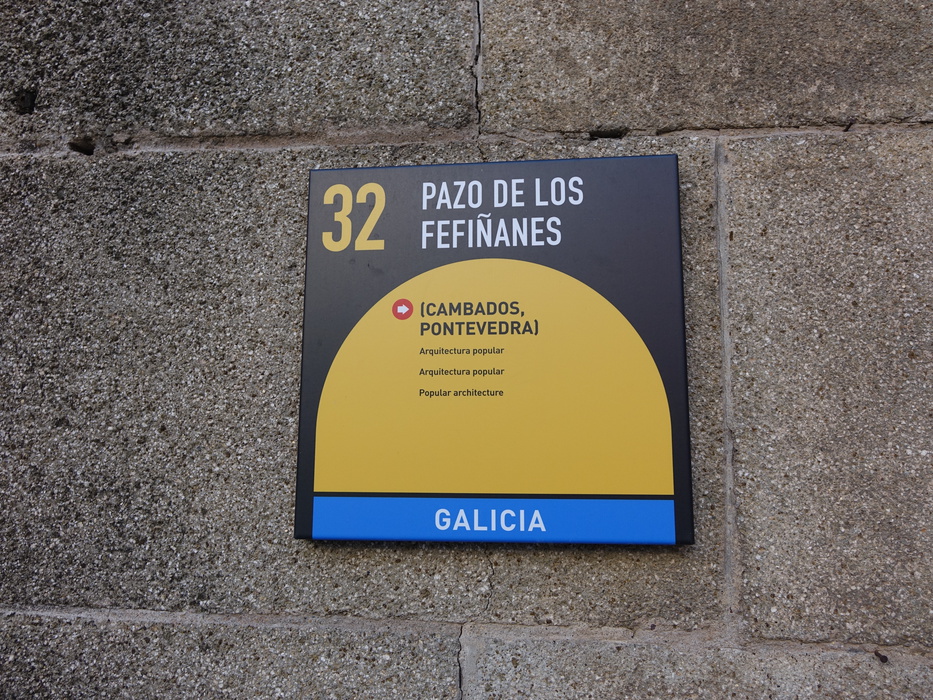 32
PAZO DE LOS
FEFIÑANES
(CAMBADOS,
PONTEVEDRA)
Arquitectura popular
Arquitectura popular
Popular architecture
GALICIA